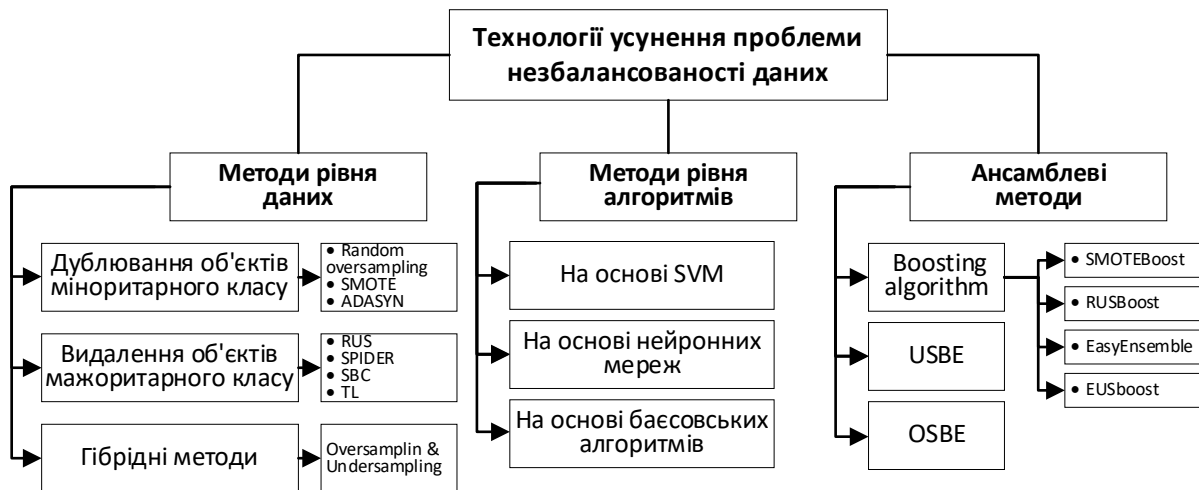 Технології усунення проблеми
незбалансованості даних
Методи рівня
даних
Дублювання об'єктів
міноритарного класу
• Random
oversampling
• SMOTE
• ADASYN
Видалення об'єктів
мажоритарного класу
• RUS
• SPIDER
• SBC
• TL
Гібрідні методи
Oversamplin &
Undersampling
Методи рівня
алгоритмів
На основі SVM
На основі нейронних
мереж
На основі баєсовських
алгоритмів
Ансамблеві
методи
Boosting
algorithm
• SMOTEBoost
• RUSBoost
• EasyEnsemble
• EUSboost
USBE
OSBE